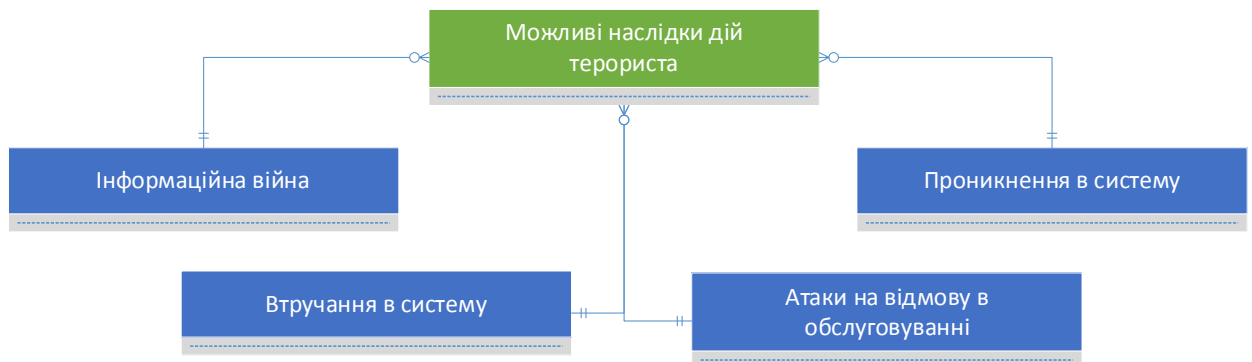 Можливі наслідки дій
терориста
Інформаційна війна
Проникнення в систему
Втручання в систему
Атаки на відмову в
обслуговуванні